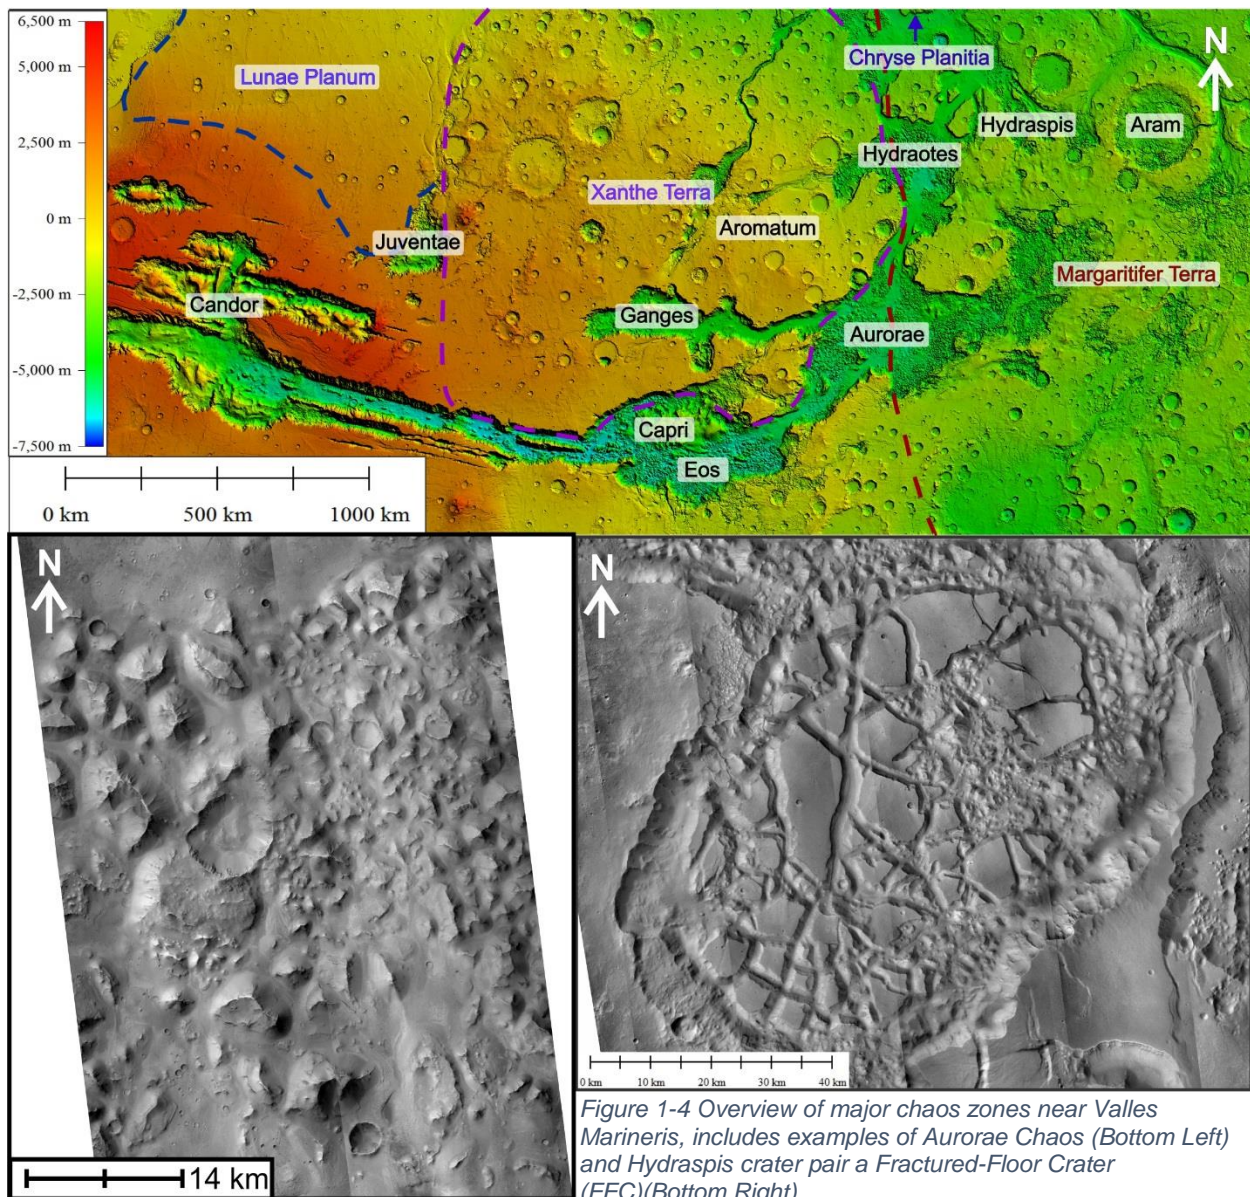 6,500 m
5,000 m
2,500 m
0 m
-2,500 m
-5,000 m
-7,500 m
Lunae Planum
Chryse Planitia
N
Hydraspis
Aram
Hydraotes
Xanthe Terra
Aromatum
Juventae
Margaritifer Terra
Candor
Ganges
Aurorae
Capri
Eos
0 km 500 km 1000 km
N
14 km
N
0 km 10 km 20 km 30 km 40 km
Figure 1-4 Overview of major chaos zones near Valles
Marineris, includes examples of Aurorae Chaos (Bottom Left)
and Hydraspis crater pair a Fractured-Floor Crater
(FFC)(Bottom Right)